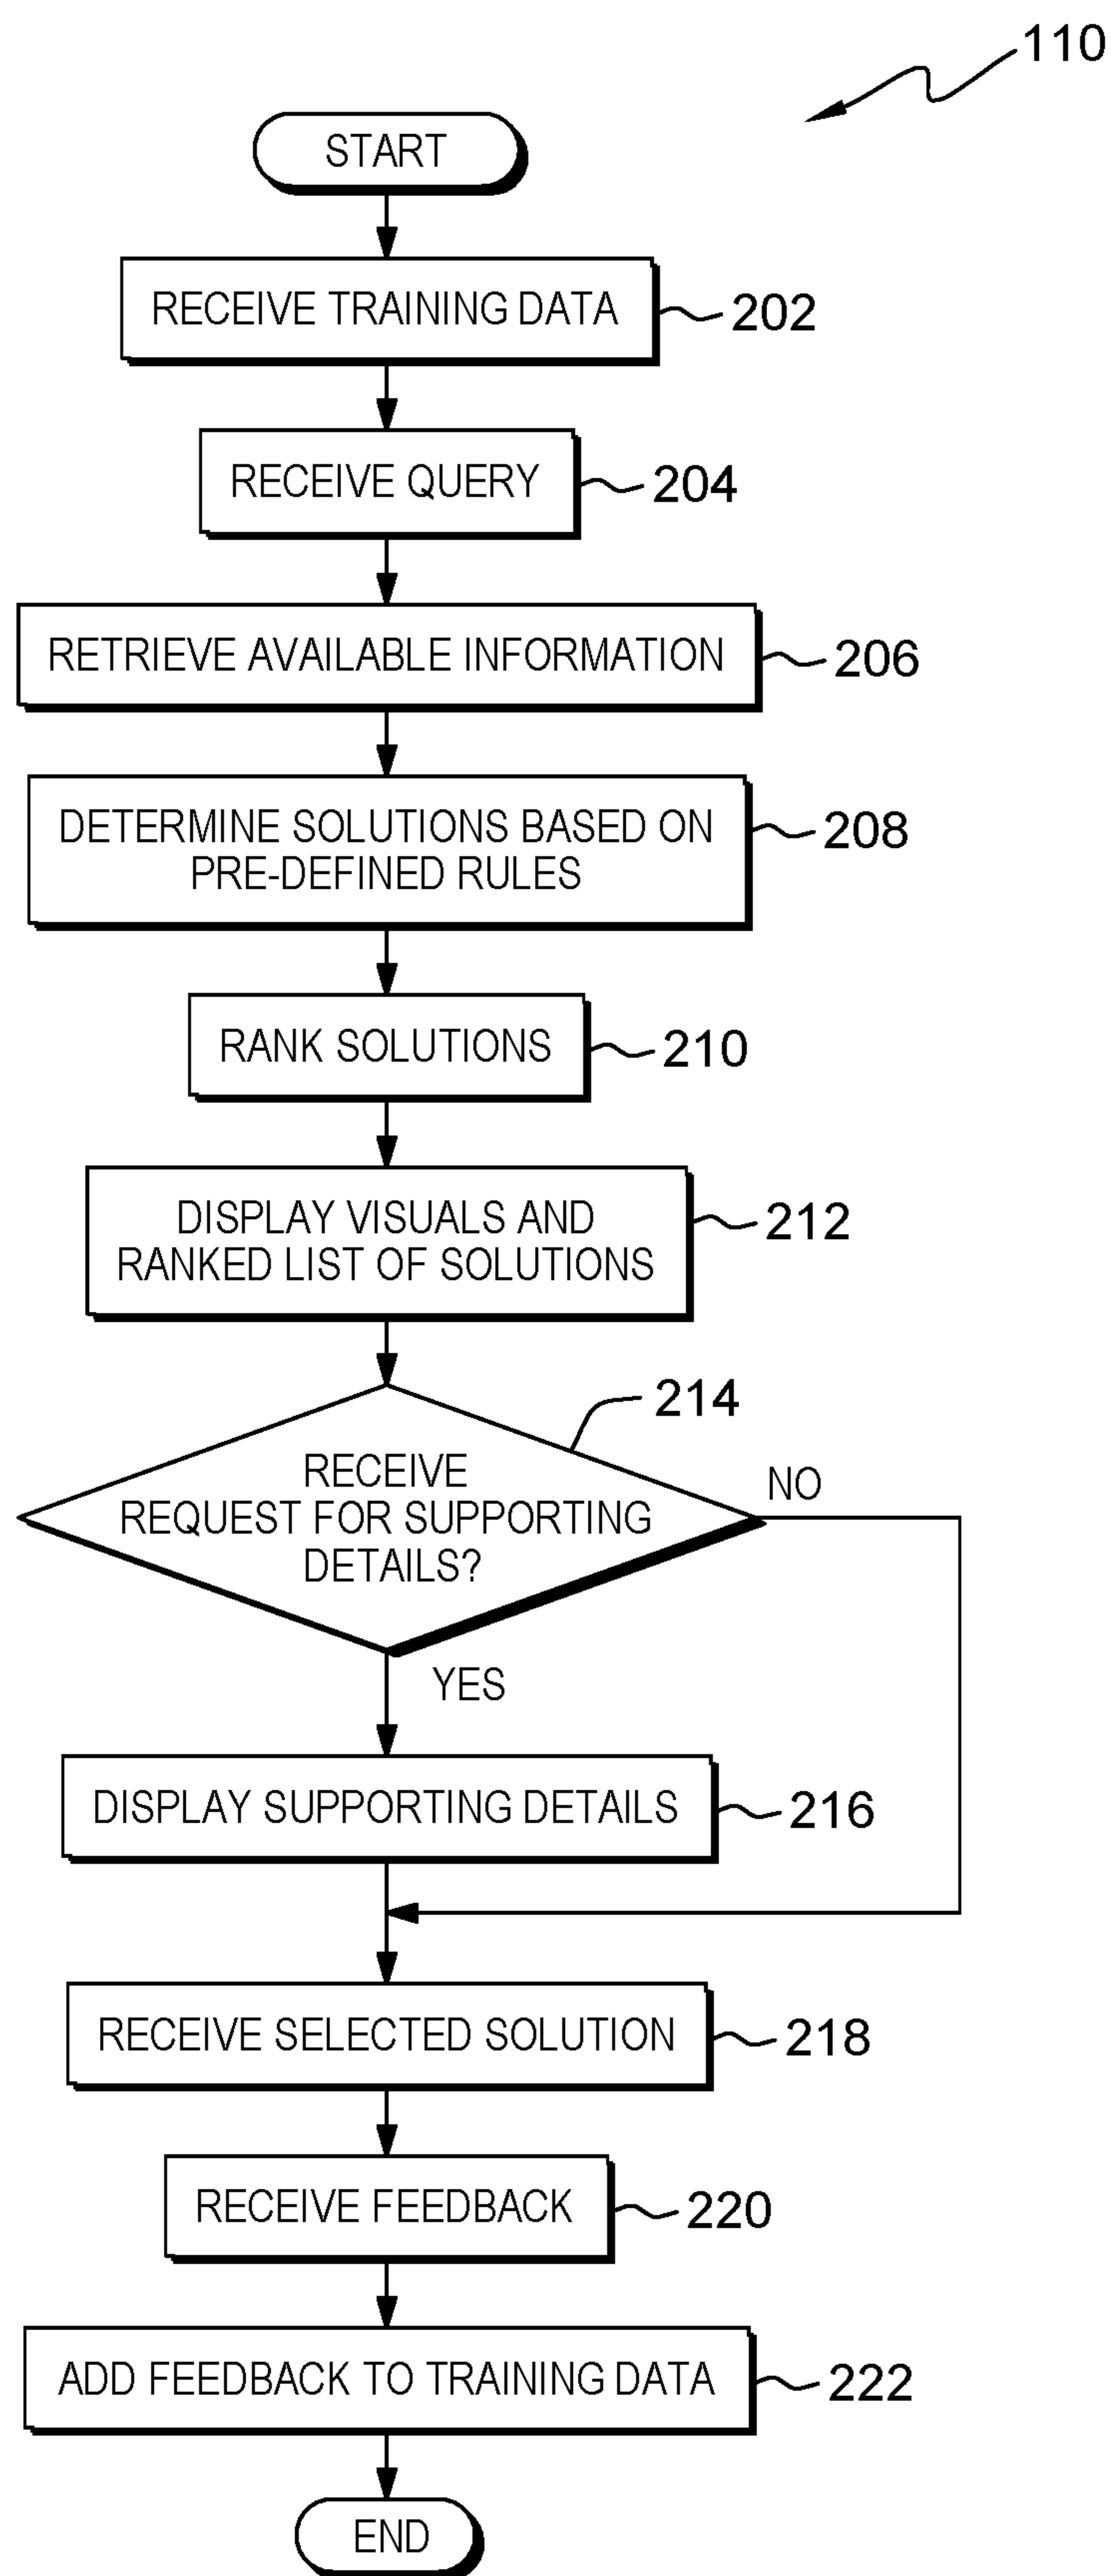 110
START
RECEIVE TRAINING DATA
202
RECEIVE QUERY
204
RETRIEVE AVAILABLE INFORMATION
206
DETERMINE SOLUTIONS BASED ON
PRE-DEFINED RULES
208
RANK SOLUTIONS
210
DISPLAY VISUALS AND
RANKED LIST OF SOLUTIONS
212
214
RECEIVE
REQUEST FOR SUPPORTING
DETAILS?
NO
YES
DISPLAY SUPPORTING DETAILS
216
RECEIVE SELECTED SOLUTION
218
RECEIVE FEEDBACK
220
ADD FEEDBACK TO TRAINING DATA
222
END